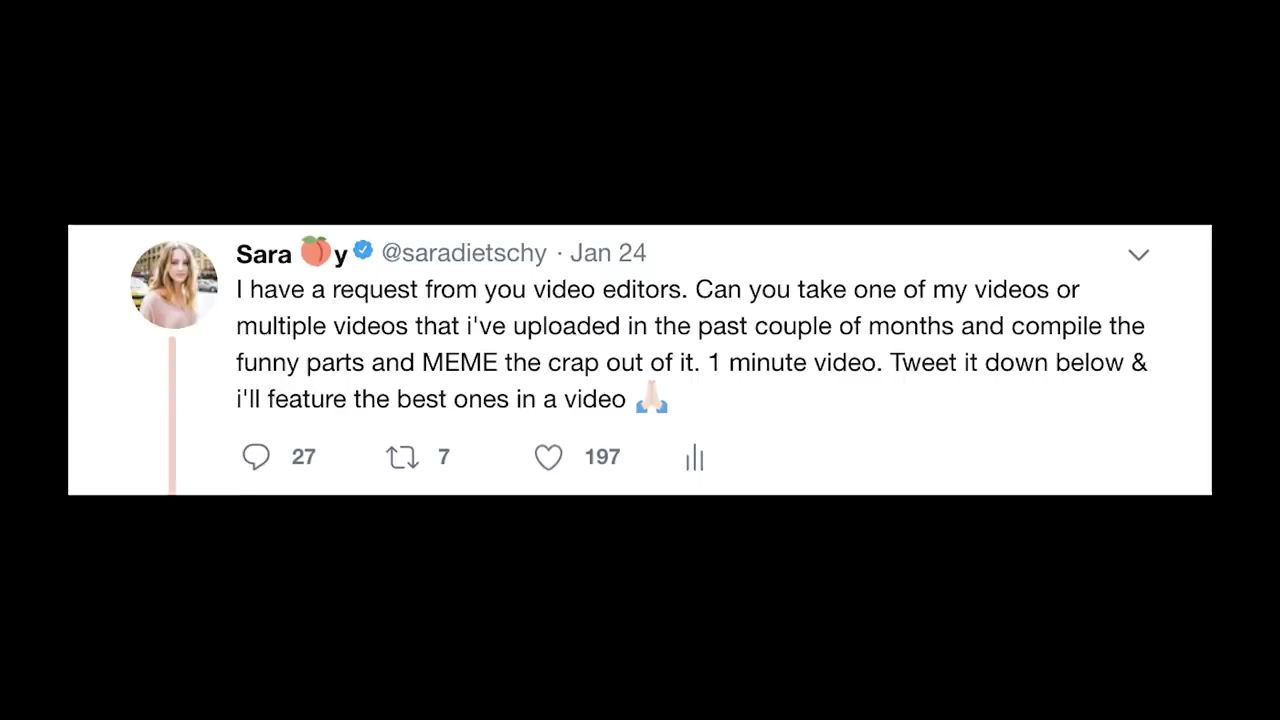 Sara 🍑y @saradietschy · Jan 24
I have a request from you video editors. Can you take one of my videos or
multiple videos that i've uploaded in the past couple of months and compile the
funny parts and MEME the crap out of it. 1 minute video. Tweet it down below &
i'll feature the best ones in a video 🙏🏻
27 7 197